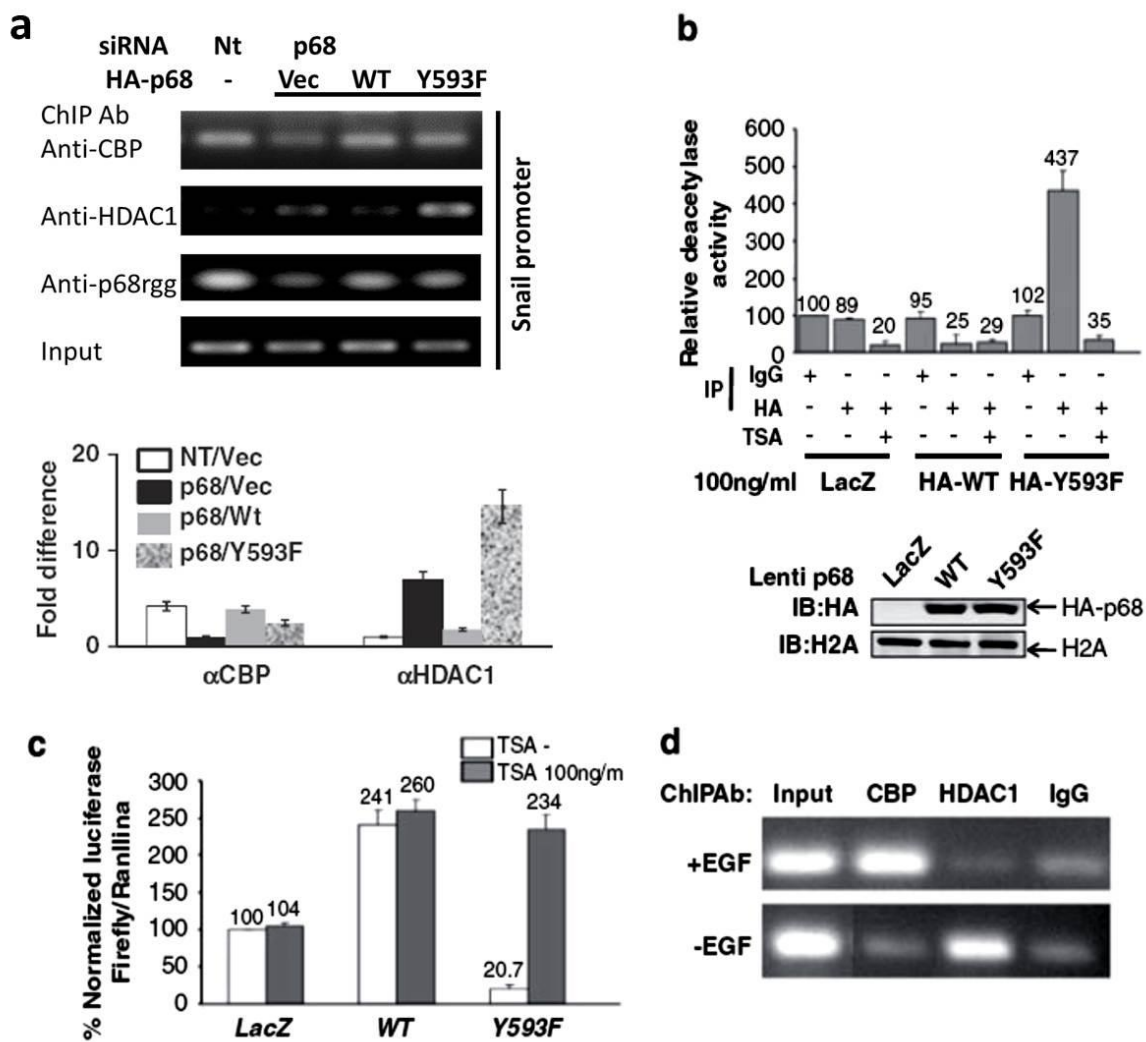 a
siRNA Nt p68
HA-p68 - Vec WT Y593F
ChIP Ab
Anti-CBP
Anti-HDAC1
Anti-p68rgg
Input
Snail promoter
20
10
0
Fold difference
NT/Vec
p68/Vec
p68/Wt
p68/Y593F
αCBP αHDAC1
b
Relative deacetylase
activity
600
500
400
300
200
100
0
100 89 20 95 25 29 102 437 35
IP
IgG + - - + - - + - -
HA - + + - + + - + +
TSA - - + - - + - - +
100ng/ml LacZ HA-WT HA-Y593F
Lenti p68 LacZ WT Y593F
IB:HA HA-p68
IB:H2A H2A
c
% Normalized luciferase
Firefly/Ranllina
TSA -
TSA 100ng/m
300
250
200
150
100
50
0
100 104 241 260 20.7 234
LacZ WT Y593F
d
ChIPAb: Input CBP HDAC1 IgG
+EGF
-EGF